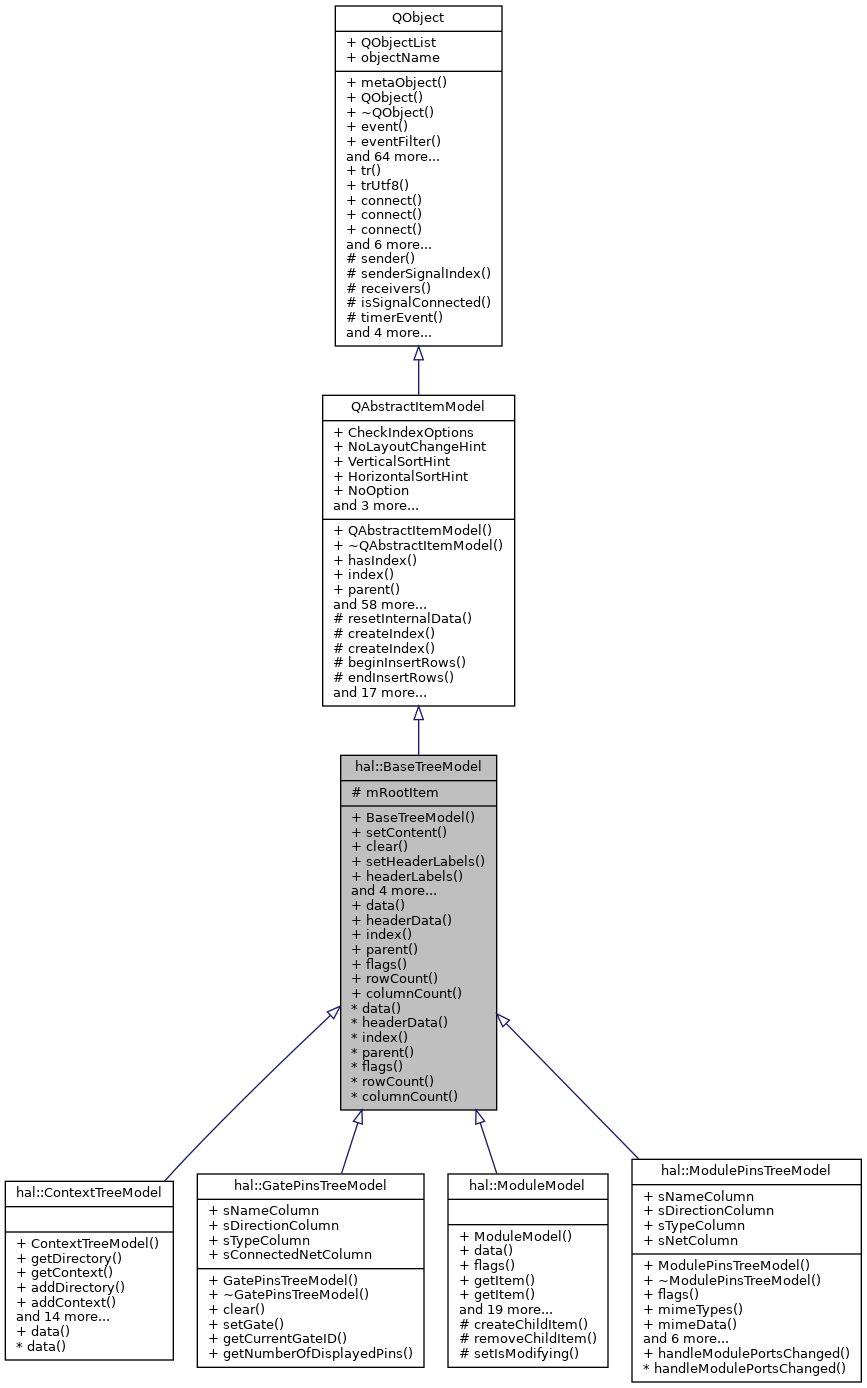 QObject
+ QObjectList
+ objectName
+ metaObject()
+ QObject()
+ ~QObject()
+ event()
+ eventFilter()
and 64 more...
+ tr()
+ trUtf8()
+ connect()
+ connect()
+ connect()
and 6 more...
# sender()
# senderSignalIndex()
# receivers()
# isSignalConnected()
# timerEvent()
and 4 more...
QAbstractItemModel
+ CheckIndexOptions
+ NoLayoutChangeHint
+ VerticalSortHint
+ HorizontalSortHint
+ NoOption
and 3 more...
+ QAbstractItemModel()
+ ~QAbstractItemModel()
+ hasIndex()
+ index()
+ parent()
and 58 more...
# resetInternalData()
# createIndex()
# createIndex()
# beginInsertRows()
# endInsertRows()
and 17 more...
hal::BaseTreeModel
# mRootItem
+ BaseTreeModel()
+ setContent()
+ clear()
+ setHeaderLabels()
+ headerLabels()
and 4 more...
+ data()
+ headerData()
+ index()
+ parent()
+ flags()
+ rowCount()
+ columnCount()
* data()
* headerData()
* index()
* parent()
* flags()
* rowCount()
* columnCount()
hal::ContextTreeModel
+ ContextTreeModel()
+ getDirectory()
+ getContext()
+ addDirectory()
+ addContext()
and 14 more...
+ data()
* data()
hal::GatePinsTreeModel
+ sNameColumn
+ sDirectionColumn
+ sTypeColumn
+ sConnectedNetColumn
+ GatePinsTreeModel()
+ ~GatePinsTreeModel()
+ clear()
+ setGate()
+ getCurrentGateID()
+ getNumberOfDisplayedPins()
hal::ModuleModel
+ ModuleModel()
+ data()
+ flags()
+ getItem()
+ getItem()
and 19 more...
# createChildItem()
# removeChildItem()
# setIsModifying()
hal::ModulePinsTreeModel
+ sNameColumn
+ sDirectionColumn
+ sTypeColumn
+ sNetColumn
+ ModulePinsTreeModel()
+ ~ModulePinsTreeModel()
+ flags()
+ mimeTypes()
+ mimeData()
and 6 more...
+ handleModulePortsChanged()
* handleModulePortsChanged()